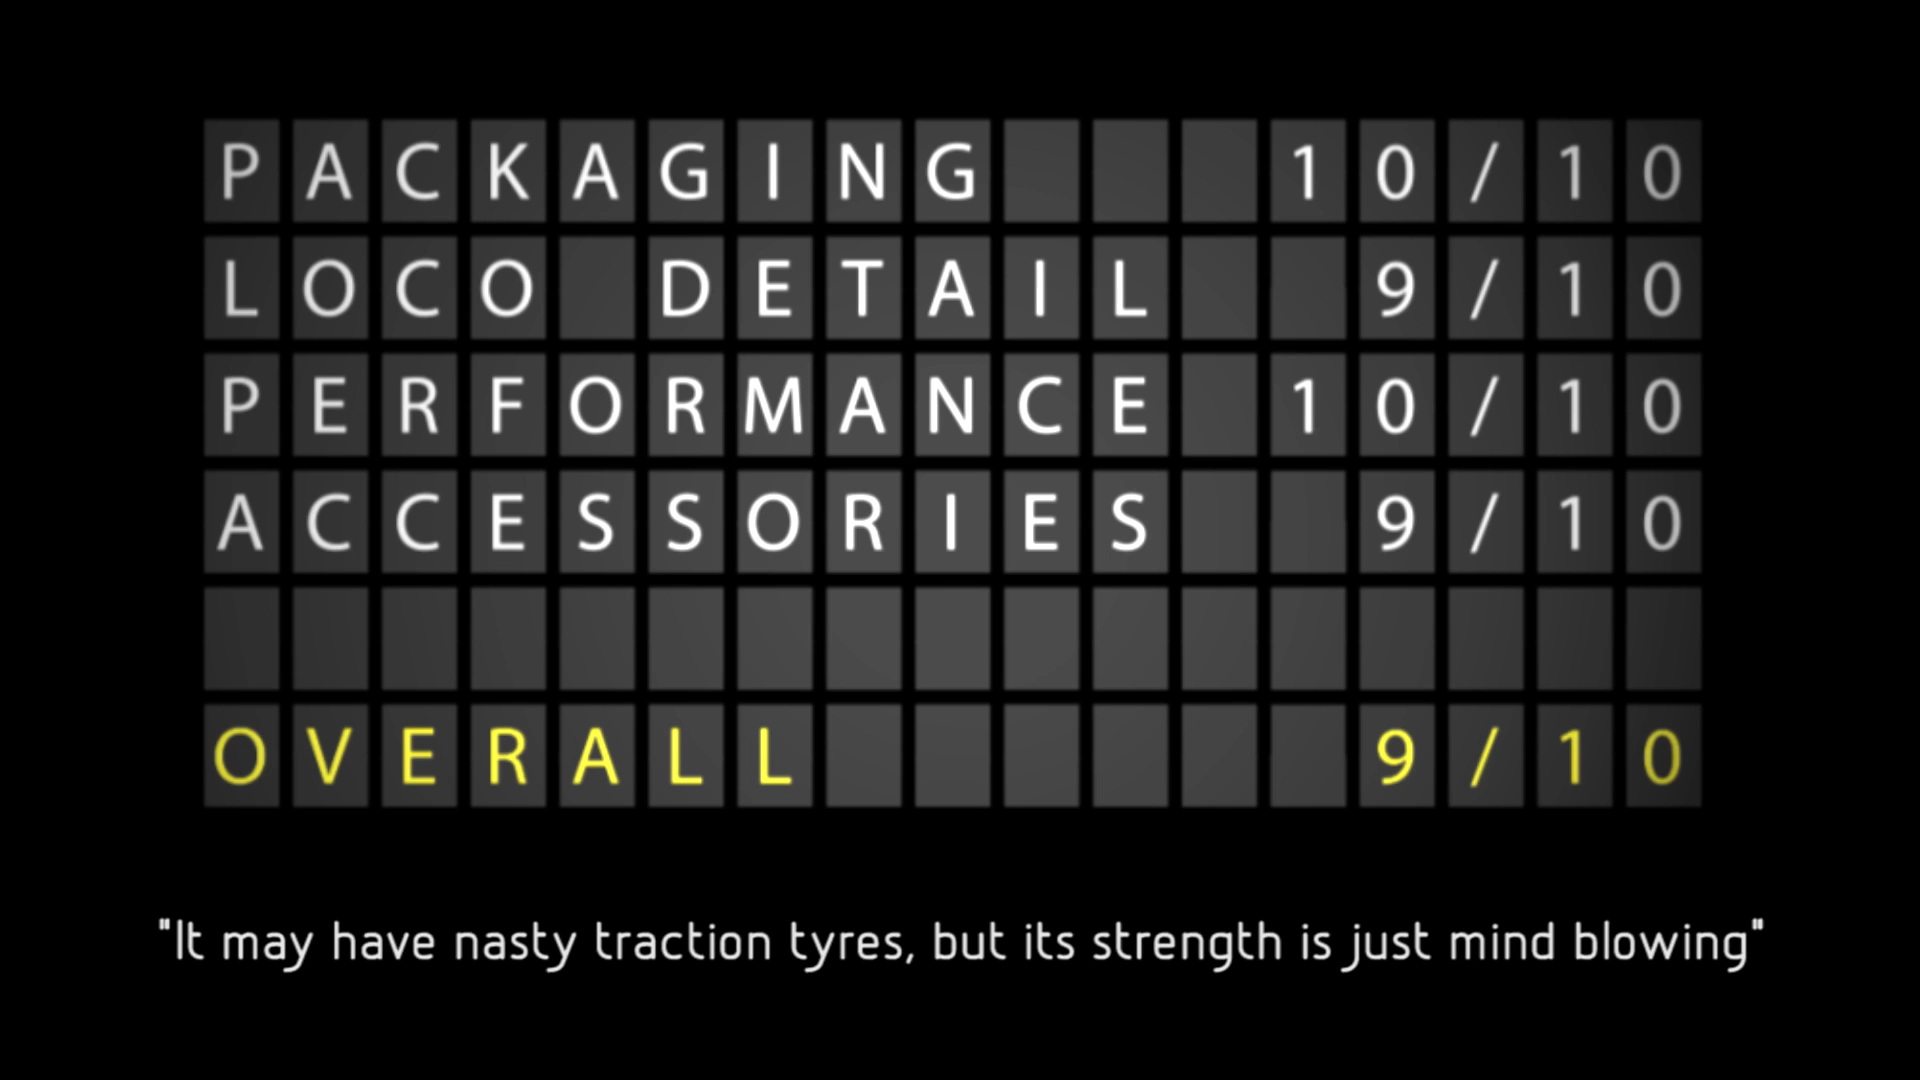 PACKAGING 10/10
LOCO DETAIL 9/10
PERFORMANCE 10/10
ACCESSORIES 9/10
OVERALL 9/10
"It may have nasty traction tyres, but its strength is just mind blowing"